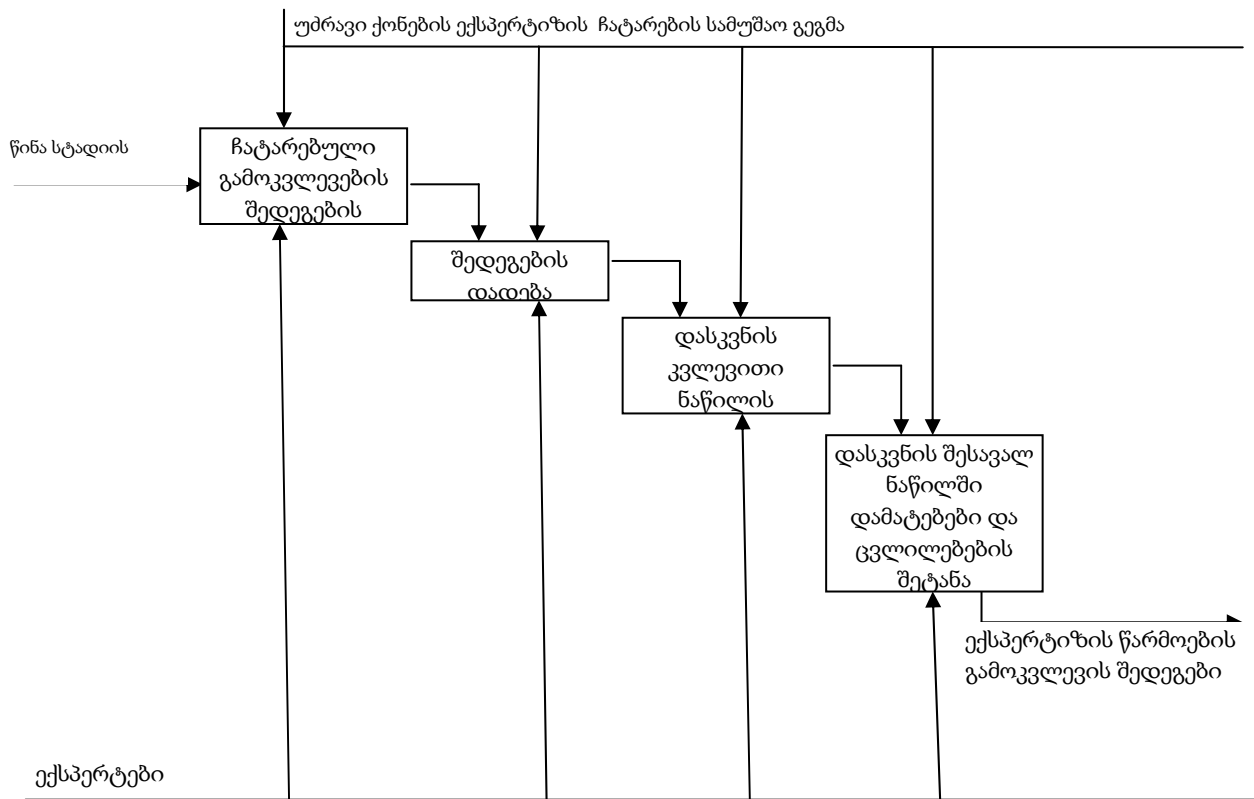 უძრავი ქონების ექსპერტიზის ჩატარების სამუშაო გეგმა
წინა სტადიის
ჩატარებული
გამოკვლევების
შედეგების
შედეგების
დადება
დასკვნის
კვლევითი
ნაწილის
დასკვნის შესავალ
ნაწილში
დამატებები და
ცვლილებების
შეტანა
ექსპერტიზის წარმოების
გამოკვლევის შედეგები
ექსპერტები